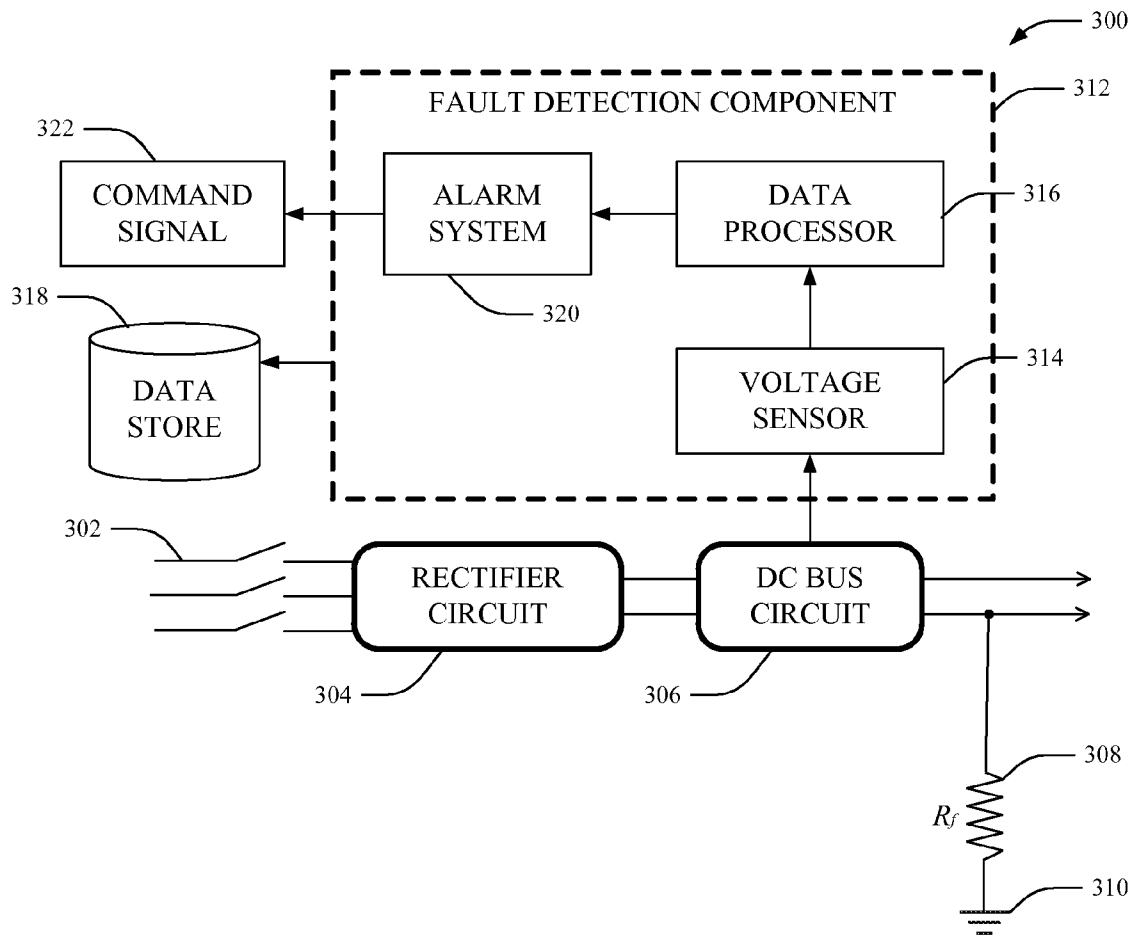 300
312
FAULT DETECTION COMPONENT
322
COMMAND
SIGNAL
ALARM
SYSTEM
DATA
PROCESSOR
316
318
320
DATA
STORE
VOLTAGE
SENSOR
314
302
RECTIFIER
CIRCUIT
DC BUS
CIRCUIT
304
306
308
Rf
310